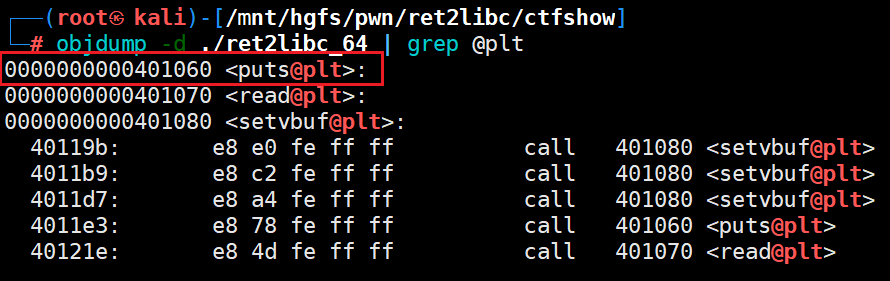 ┌──(root㉿kali)-[/mnt/hgfs/pwn/ret2libc/ctfshow]
└─# objdump -d ./ret2libc_64 | grep @plt
0000000000401060 <puts@plt>:
0000000000401070 <read@plt>:
0000000000401080 <setvbuf@plt>:
  40119b:       e8 e0 fe ff ff          call   401080 <setvbuf@plt>
  4011b9:       e8 c2 fe ff ff          call   401080 <setvbuf@plt>
  4011d7:       e8 a4 fe ff ff          call   401080 <setvbuf@plt>
  4011e3:       e8 78 fe ff ff          call   401060 <puts@plt>
  40121e:       e8 4d fe ff ff          call   401070 <read@plt>